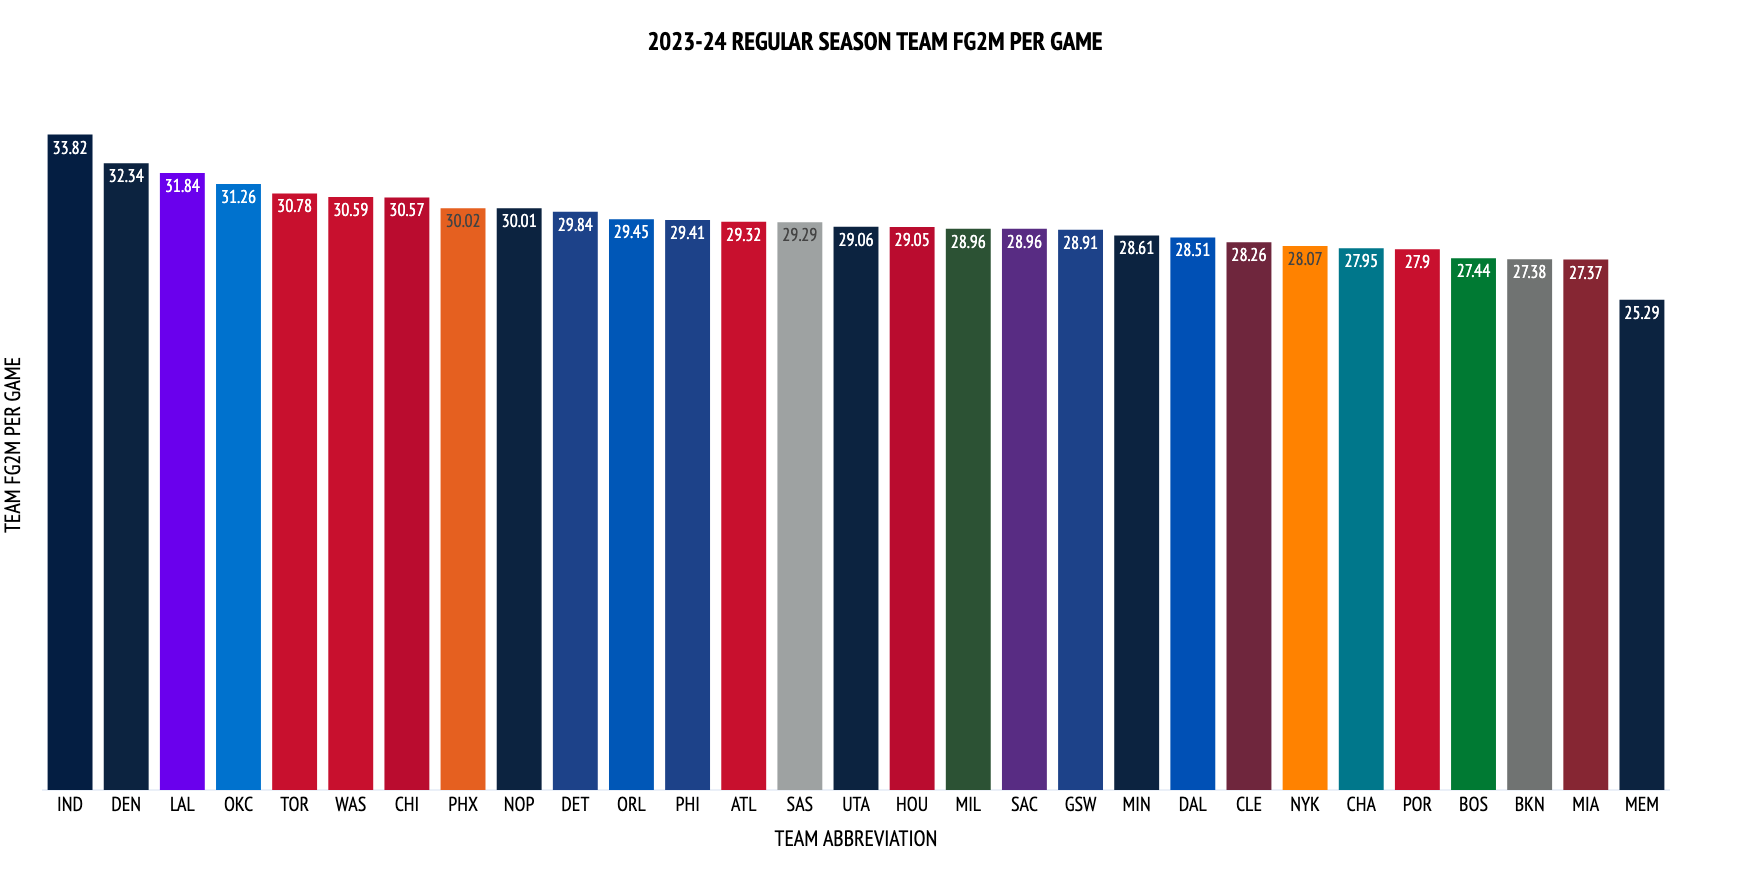 2023-24 REGULAR SEASON TEAM FG2M PER GAME
33.82 32.34 31.84 31.26 30.78 30.59 30.57 30.02 30.01 29.84 29.45 29.41 29.32 29.29 29.06 29.05 28.96 28.96 28.91 28.61 28.51 28.26 28.07 27.95 27.9 27.44 27.38 27.37 25.29
TEAM FG2M PER GAME
IND DEN LAL OKC TOR WAS CHI PHX NOP DET ORL PHI ATL SAS UTA HOU MIL SAC GSW MIN DAL CLE NYK CHA POR BOS BKN MIA MEM
TEAM ABBREVIATION